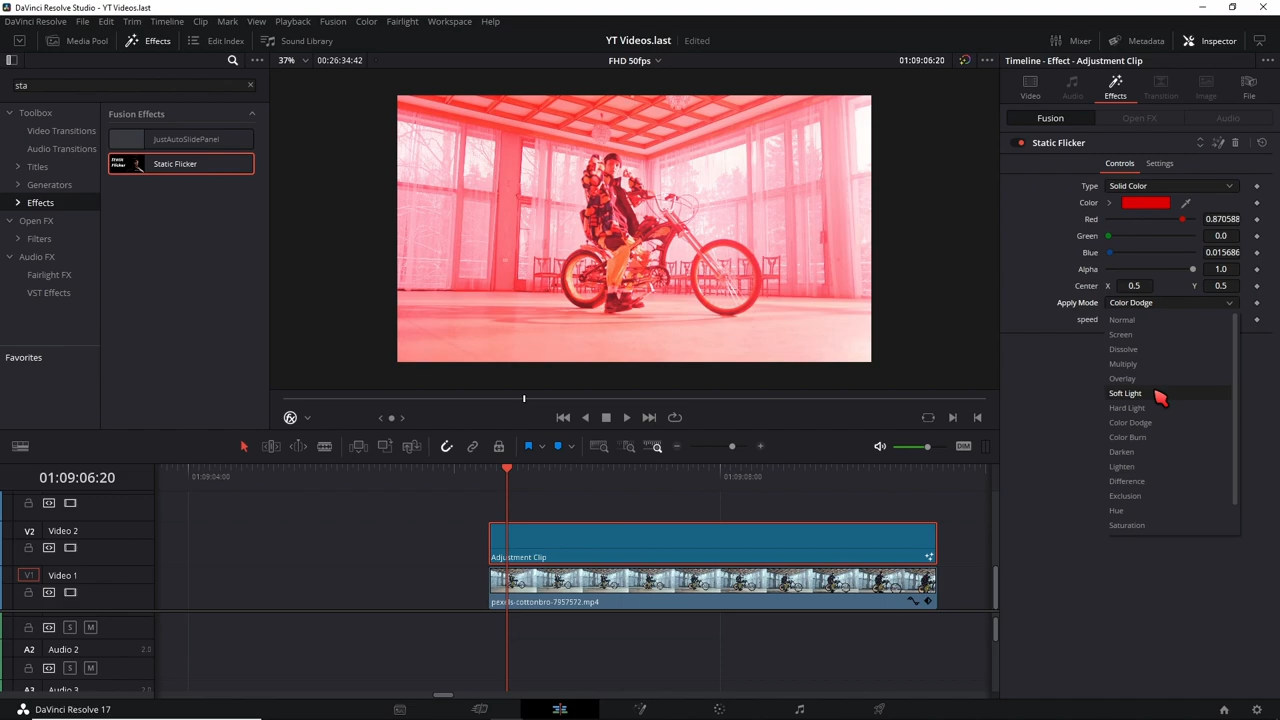 DaVinci Resolve Studio - YT Videos.last
DaVinci Resolve File Edit Trim Timeline Clip Mark View Playback Fusion Color Fairlight Workspace Help
Media Pool Effects Edit Index Sound Library YT Videos.last Edited Mixer Metadata Inspector
37% 00:26:34:42 FHD 50fps 01:09:06:20 Timeline - Effect - Adjustment Clip
sta
Video Audio Effects Transition Image File
Toolbox
Video Transitions
Audio Transitions
Titles
Generators
Effects
Open FX
Filters
Audio FX
Fairlight FX
VST Effects
Favorites
Fusion Effects
JustAutoSlidePanel
Static Flicker
Static Flicker
Fusion Open FX Audio
Static Flicker
Controls Settings
Type Solid Color
Color
Red 0.870588
Green 0.0
Blue 0.015686
Alpha 1.0
Center X 0.5 Y 0.5
Apply Mode Color Dodge
speed
Normal
Screen
Dissolve
Multiply
Overlay
Soft Light
Hard Light
Color Dodge
Color Burn
Darken
Lighten
Difference
Exclusion
Hue
Saturation
DIM
01:09:06:20 01:09:04:00 01:09:08:00
V2 Video 2
Adjustment Clip
V1 Video 1
pexels-cottonbro-7957572.mp4
S M
A2 Audio 2 2.0
S M
A3 Audio 3 2.0
DaVinci Resolve 17